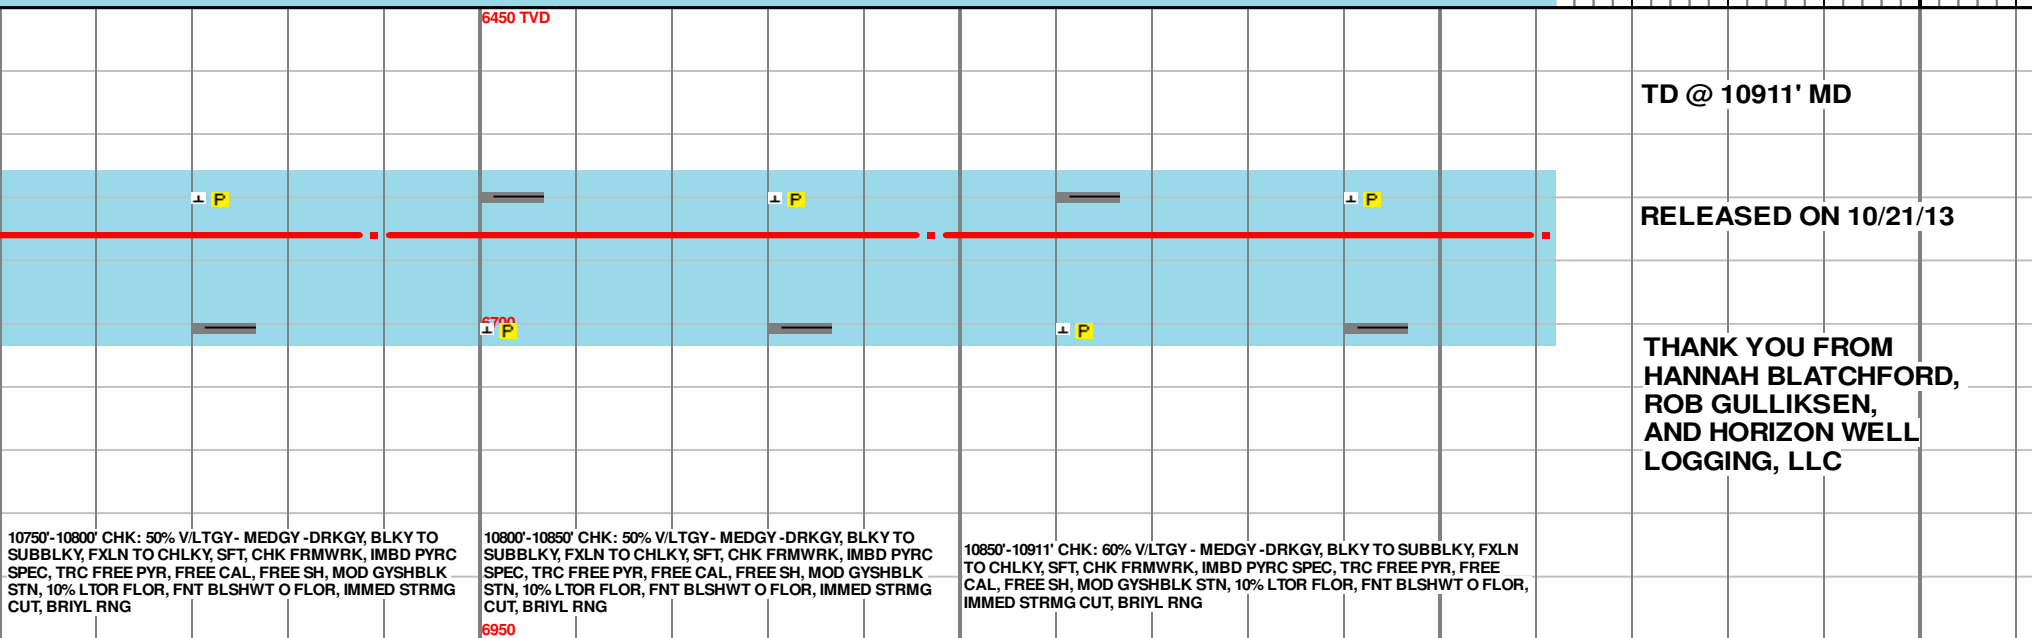 6450 TVD
TD @ 10911' MD
P
P
P
RELEASED ON 10/21/13
6700
P
P
THANK YOU FROM
HANNAH BLATCHFORD,
ROB GULLIKSEN,
AND HORIZON WELL
LOGGING, LLC
10750'-10800' CHK: 50% V/LTGY- MEDGY -DRKGY, BLKY TO
SUBBLKY, FXLN TO CHLKY, SFT, CHK FRMWRK, IMBD PYRC
SPEC, TRC FREE PYR, FREE CAL, FREE SH, MOD GYSHBLK
STN, 10% LTOR FLOR, FNT BLSHWT O FLOR, IMMED STRMG
CUT, BRIYL RNG
10800'-10850' CHK: 50% V/LTGY- MEDGY -DRKGY, BLKY TO
SUBBLKY, FXLN TO CHLKY, SFT, CHK FRMWRK, IMBD PYRC
SPEC, TRC FREE PYR, FREE CAL, FREE SH, MOD GYSHBLK
STN, 10% LTOR FLOR, FNT BLSHWT O FLOR, IMMED STRMG
CUT, BRIYL RNG
10850'-10911' CHK: 60% V/LTGY - MEDGY -DRKGY, BLKY TO SUBBLKY, FXLN
TO CHLKY, SFT, CHK FRMWRK, IMBD PYRC SPEC, TRC FREE PYR, FREE
CAL, FREE SH, MOD GYSHBLK STN, 10% LTOR FLOR, FNT BLSHWT O FLOR,
IMMED STRMG CUT, BRIYL RNG
6950